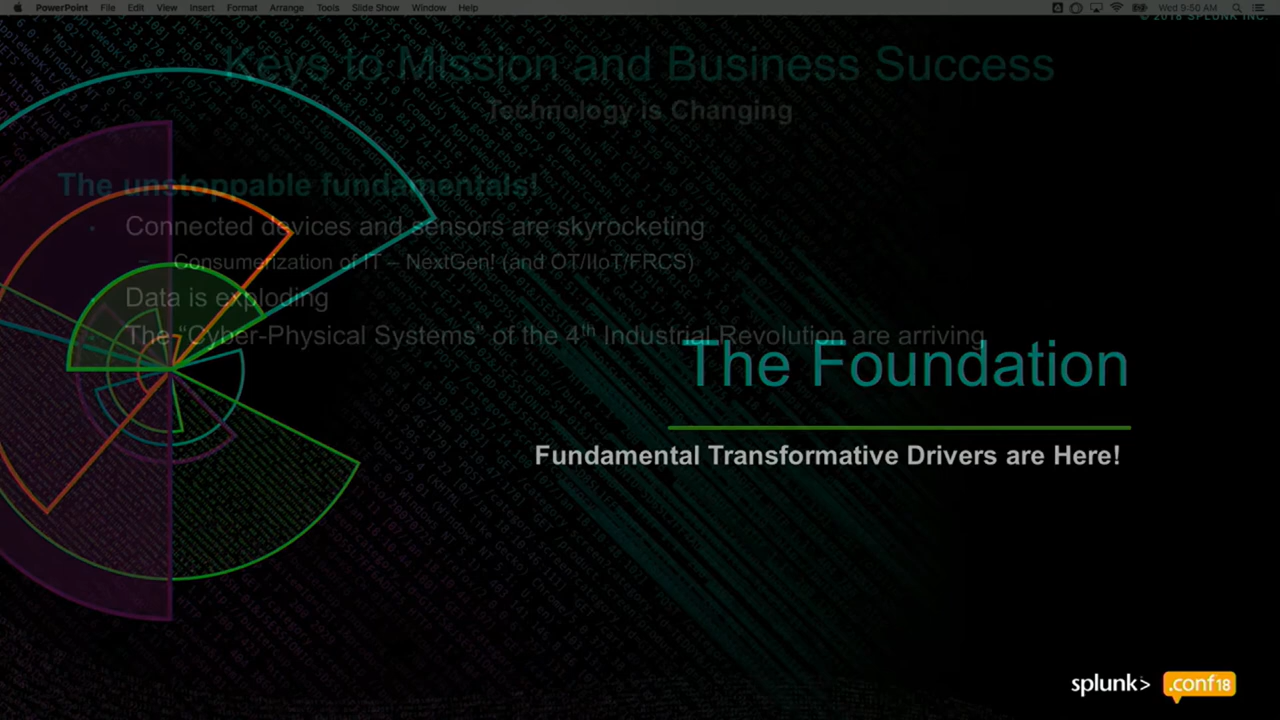 PowerPoint File Edit View Insert Format Arrange Tools Slide Show Window Help Wed 9:50 AM
© 2018 SPLUNK INC.
Keys to Mission and Business Success
Technology is Changing
The unstoppable fundamentals!
Connected devices and sensors are skyrocketing
– Consumerization of IT – NextGen! (and OT/IIoT/FRCS)
Data is exploding
The “Cyber-Physical Systems” of the 4th Industrial Revolution are arriving
The Foundation
Fundamental Transformative Drivers are Here!
splunk> .conf18